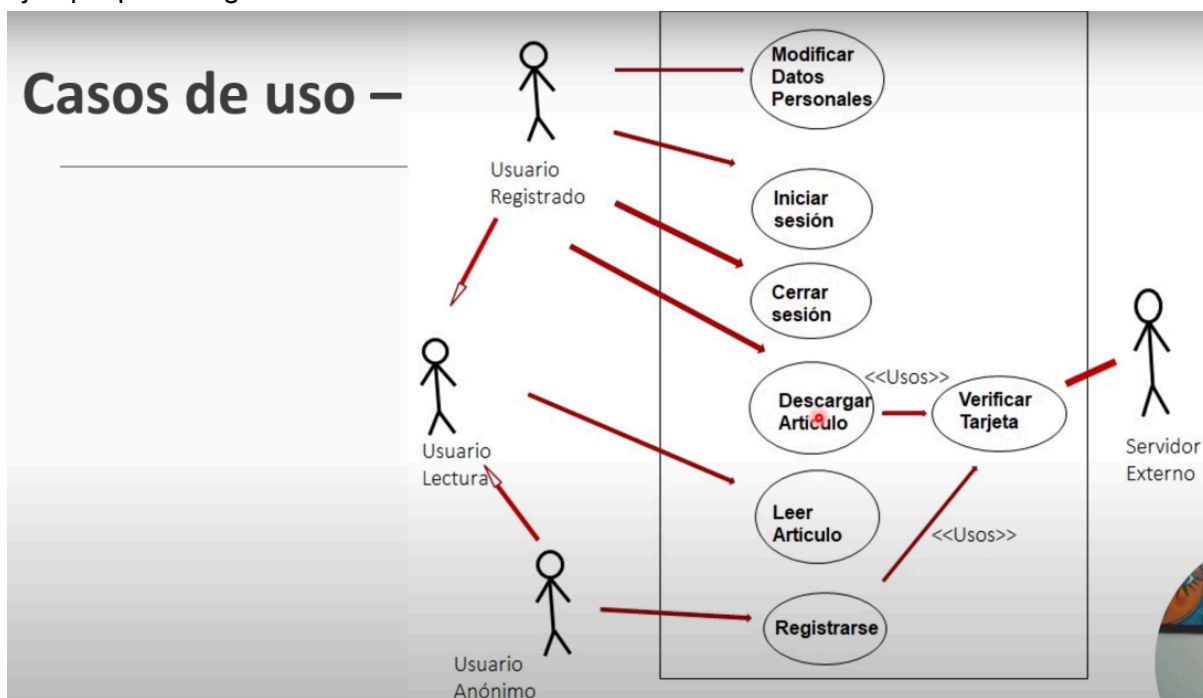 Casos de uso –
Modificar
Datos
Personales
Usuario
Registrado
Iniciar
sesión
Cerrar
sesión
<<Usos>>
Descargar
Artículo
Verificar
Tarjeta
Servidor
Externo
Usuario
Lectura
Leer
Artículo
<<Usos>>
Registrarse
Usuario
Anónimo